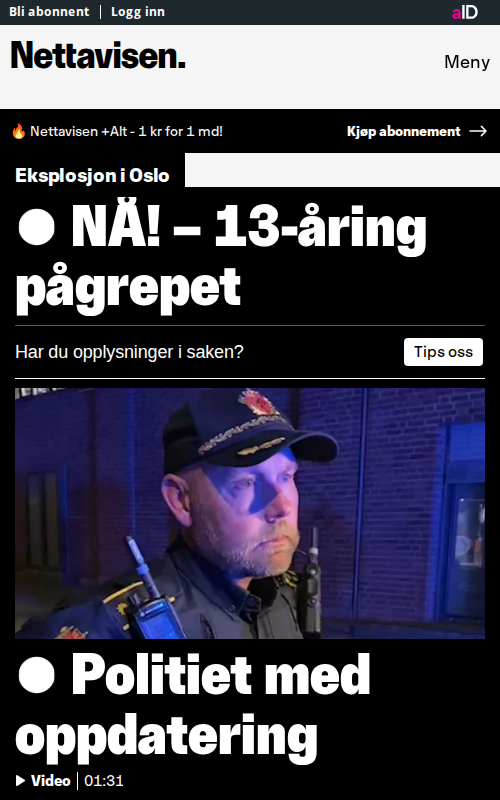 Bli abonnent | Logg inn
aID
Nettavisen.
Meny
🔥 Nettavisen +Alt - 1 kr for 1 md!
Kjøp abonnement →
Eksplosjon i Oslo
NÅ! – 13-åring
pågrepet
Har du opplysninger i saken?
Tips oss
Politiet med
oppdatering
Video | 01:31